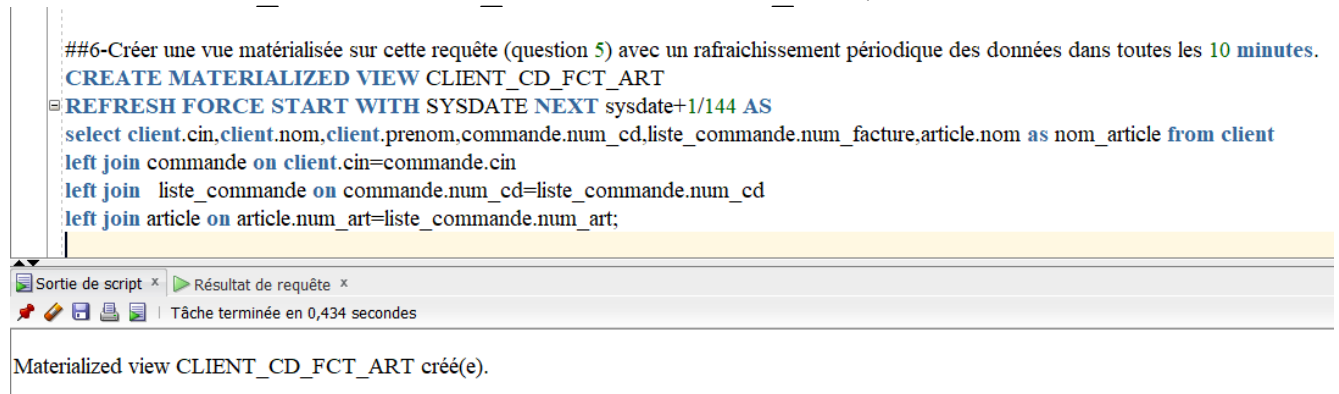 ##6-Créer une vue matérialisée sur cette requête (question 5) avec un rafraichissement périodique des données dans toutes les 10 minutes.
CREATE MATERIALIZED VIEW CLIENT_CD_FCT_ART
REFRESH FORCE START WITH SYSDATE NEXT sysdate+1/144 AS
select client.cin,client.nom,client.prenom,commande.num_cd,liste_commande.num_facture,article.nom as nom_article from client
left join commande on client.cin=commande.cin
left join   liste_commande on commande.num_cd=liste_commande.num_cd
left join article on article.num_art=liste_commande.num_art;
Sortie de script x Résultat de requête x
Tâche terminée en 0,434 secondes
Materialized view CLIENT_CD_FCT_ART créé(e).